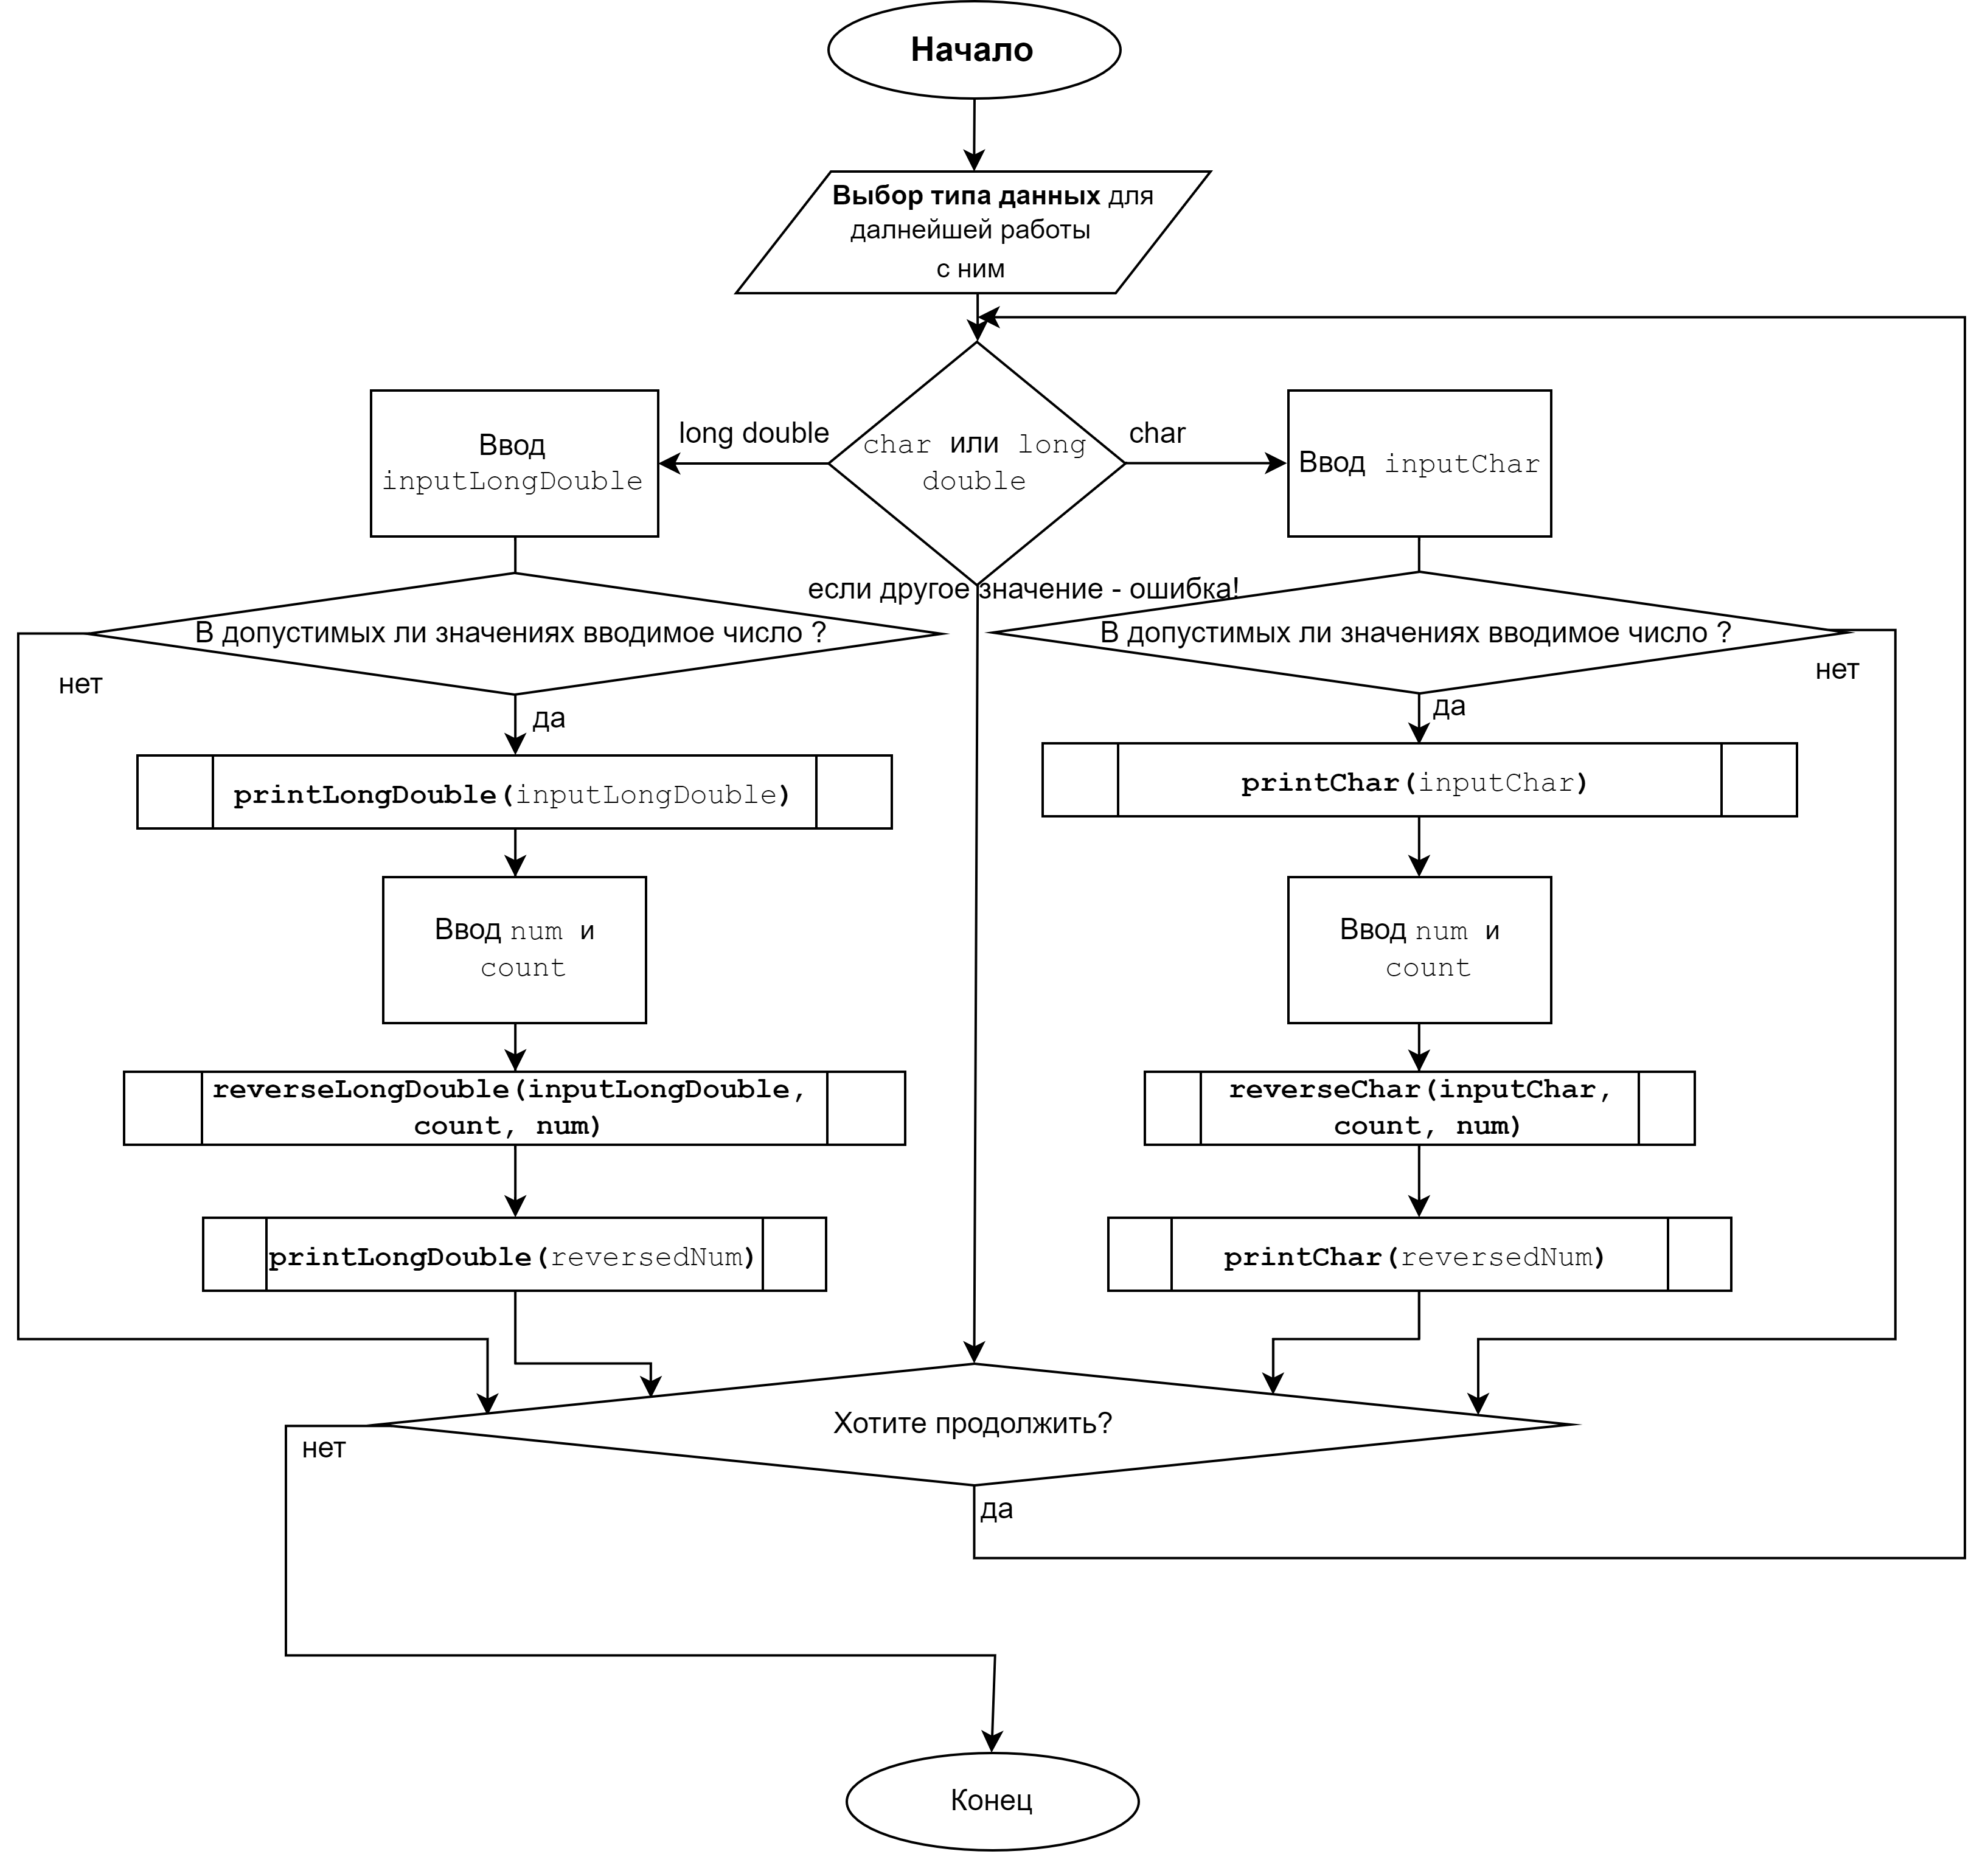 Начало
Выбор типа данных для
далнейшей работы
с ним
long double
char
Ввод
inputLongDouble
char или long
double
Ввод inputChar
если другое значение - ошибка!
В допустимых ли значениях вводимое число ?
В допустимых ли значениях вводимое число ?
нет
нет
да
да
printLongDouble(inputLongDouble)
printChar(inputChar)
Ввод num и
count
Ввод num и
count
reverseLongDouble(inputLongDouble,
count, num)
reverseChar(inputChar,
count, num)
printLongDouble(reversedNum)
printChar(reversedNum)
Хотите продолжить?
нет
да
Конец